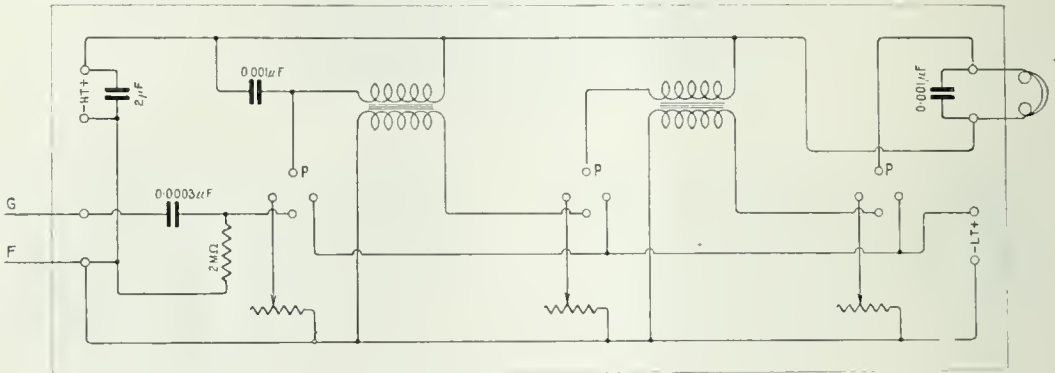 -HT+
2µF
0·001µF
0·001µF
P
P
P
0·0003µF
G
F
2MΩ
-LT+